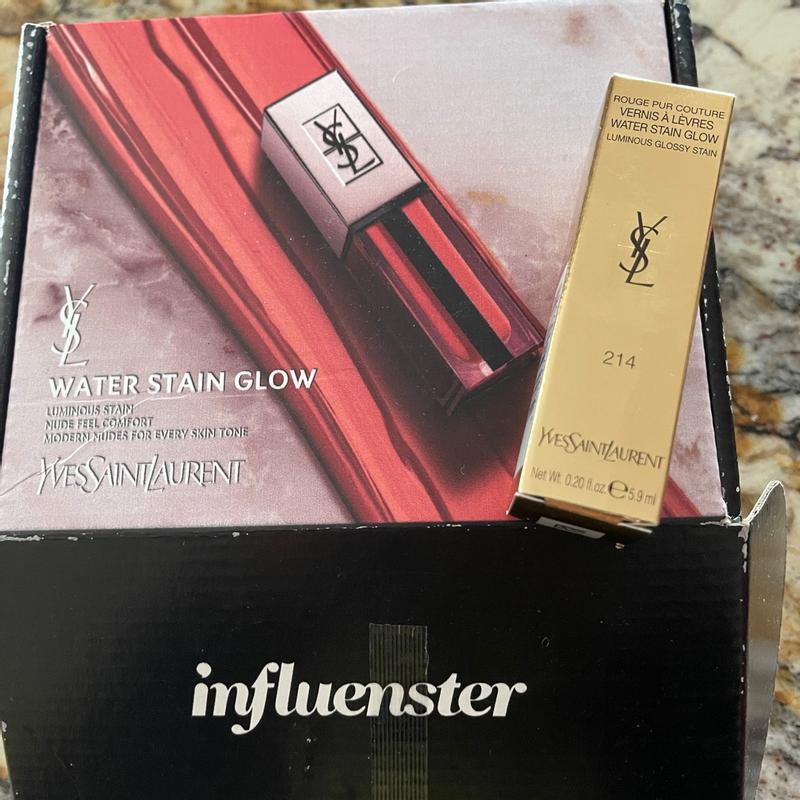 YSL
YSL
WATER STAIN GLOW
LUMINOUS STAIN
NUDE FEEL COMFORT
MODERN NUDES FOR EVERY SKIN TONE
YVESSAINTLAURENT
ROUGE PUR COUTURE
VERNIS À LÈVRES
WATER STAIN GLOW
LUMINOUS GLOSSY STAIN
YSL
214
YVESSAINTLAURENT
Net Wt. 0.20 fl.oz. ℮ 5.9 ml
influenster